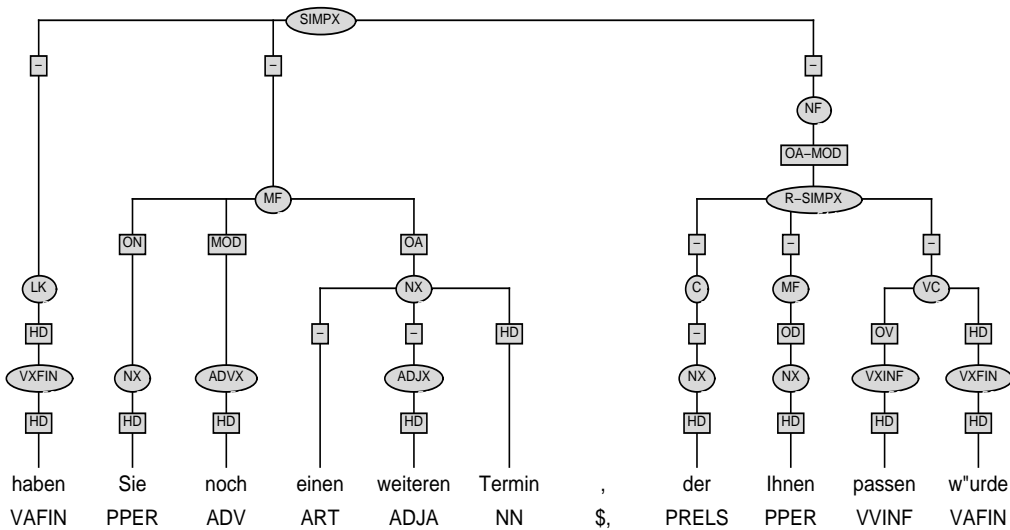 SIMPX
– – –
NF
OA–MOD
MF R–SIMPX
ON MOD OA – – –
LK NX C MF VC
HD – – HD – OD OV HD
VXFIN NX ADVX ADJX NX NX VXINF VXFIN
HD HD HD HD HD HD HD HD
haben Sie noch einen weiteren Termin , der Ihnen passen w"urde
VAFIN PPER ADV ART ADJA NN $, PRELS PPER VVINF VAFIN